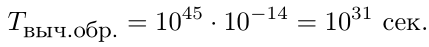 T_{выч.обр.} = 10^{45} · 10^{−14} = 10^{31} сек.